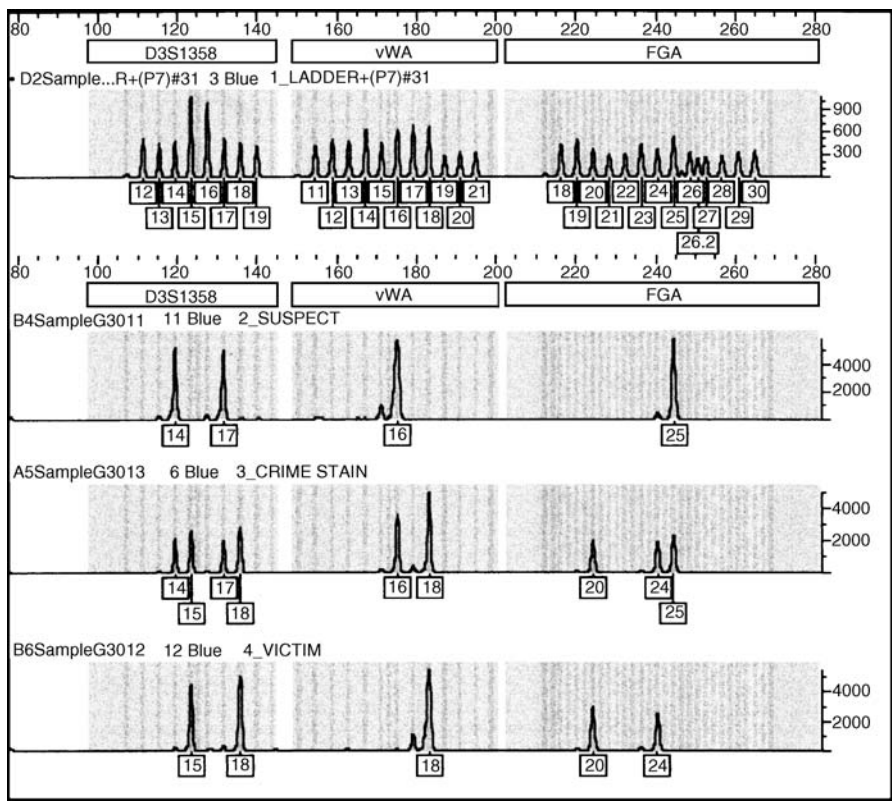 80 100 120 140 160 180 200 220 240 260 280
D3S1358 vWA FGA
D2Sample...R+(P7)#31 3 Blue 1_LADDER+(P7)#31
900
600
300
12 14 16 18 11 13 15 17 19 21 18 20 22 24 26 28 30
13 15 17 19 12 14 16 18 20 19 21 23 25 27 29
26.2
80 100 120 140 160 180 200 220 240 260 280
D3S1358 vWA FGA
B4SampleG3011 11 Blue 2_SUSPECT
4000
2000
14 17 16 25
A5SampleG3013 6 Blue 3_CRIME STAIN
4000
2000
14 17 16 18 20 24
15 18 25
B6SampleG3012 12 Blue 4_VICTIM
4000
2000
15 18 18 20 24